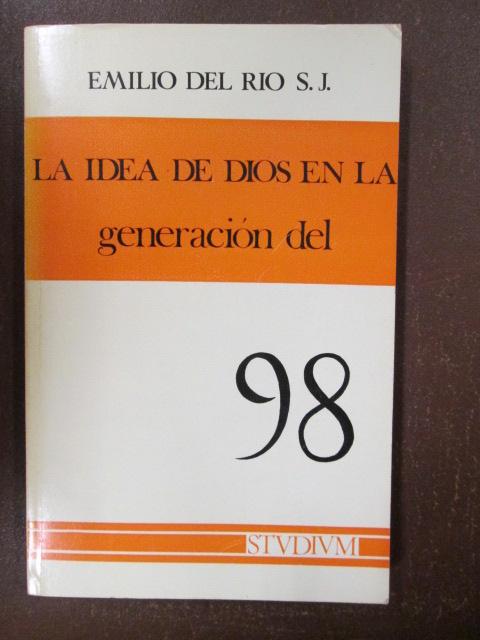 EMILIO DEL RIO S. J.
LA IDEA DE DIOS EN LA
generación del
98
STVDIVM